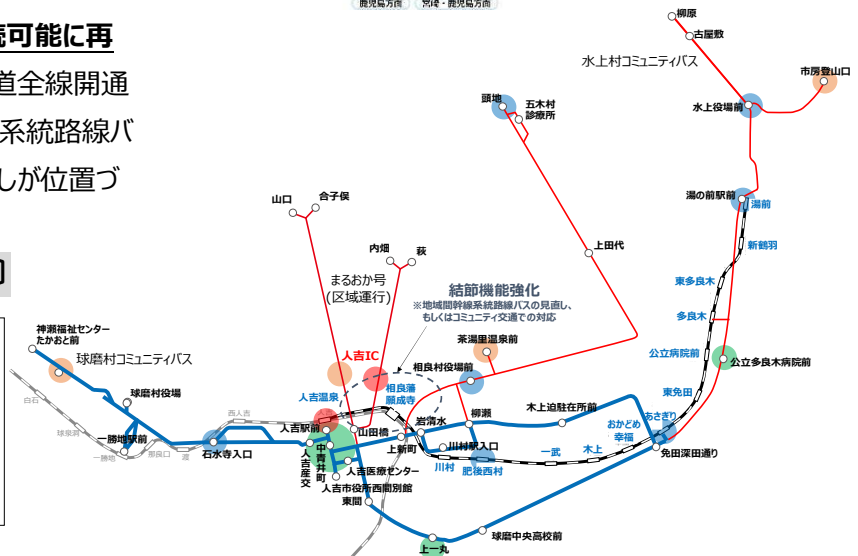 鹿児島方面
宮崎・鹿児島方面
続可能に再
道全線開通
系統路線バ
しが位置づ
柳原
古屋敷
水上村コミュニティバス
市房登山口
水上役場前
頭地
五木村
診療所
湯の前駅前
湯前
新鶴羽
山口
合子俣
内畑
萩
上田代
まるおか号
(区域運行)
結節機能強化
※地域間幹線系統路線バスの見直し、
もしくはコミュニティ交通での対応
東多良木
多良木
公立病院前
公立多良木病院前
東免田
神瀬福祉センター
たかおと前
球磨村コミュニティバス
人吉IC
茶湯里温泉前
相良村役場前
白石
球磨村役場
人吉温泉
相良藩
願成寺
球泉洞
一勝地駅前
一勝地
那良口
渡
西人吉
石水寺入口
人吉駅前
人吉産交
中青井町
山田橋
上新町
岩清水
柳瀬
木上迫駐在所前
おかどめ
幸福
あさぎり
川村駅入口
川村
肥後西村
一武
木上
免田深田通り
人吉医療センター
人吉市役所西間別館
東間
球磨中央高校前
上一丸